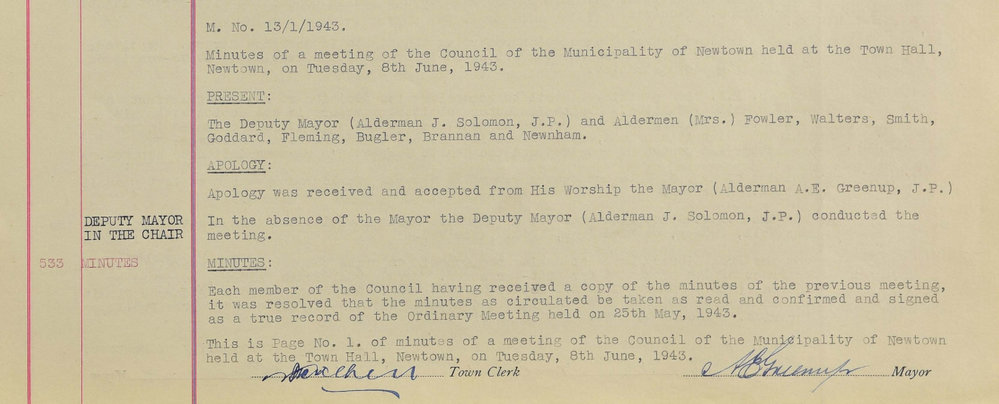 M. No. 13/1/1943.
Minutes of a meeting of the Council of the Municipality of Newtown held at the Town Hall,
Newtown, on Tuesday, 8th June, 1943.
PRESENT:
The Deputy Mayor (Alderman J. Solomon, J.P.) and Aldermen (Mrs.) Fowler, Walters, Smith,
Goddard, Fleming, Bugler, Brannan and Newnham.
APOLOGY:
Apology was received and accepted from His Worship the Mayor (Alderman A.E. Greenup, J.P.)
DEPUTY MAYOR
IN THE CHAIR
In the absence of the Mayor the Deputy Mayor (Alderman J. Solomon, J.P.) conducted the
meeting.
533 MINUTES
MINUTES:
Each member of the Council having received a copy of the minutes of the previous meeting,
it was resolved that the minutes as circulated be taken as read and confirmed and signed
as a true record of the Ordinary Meeting held on 25th May, 1943.
This is Page No. 1. of minutes of a meeting of the Council of the Municipality of Newtown
held at the Town Hall, Newtown, on Tuesday, 8th June, 1943.
Town Clerk AEGreenup Mayor